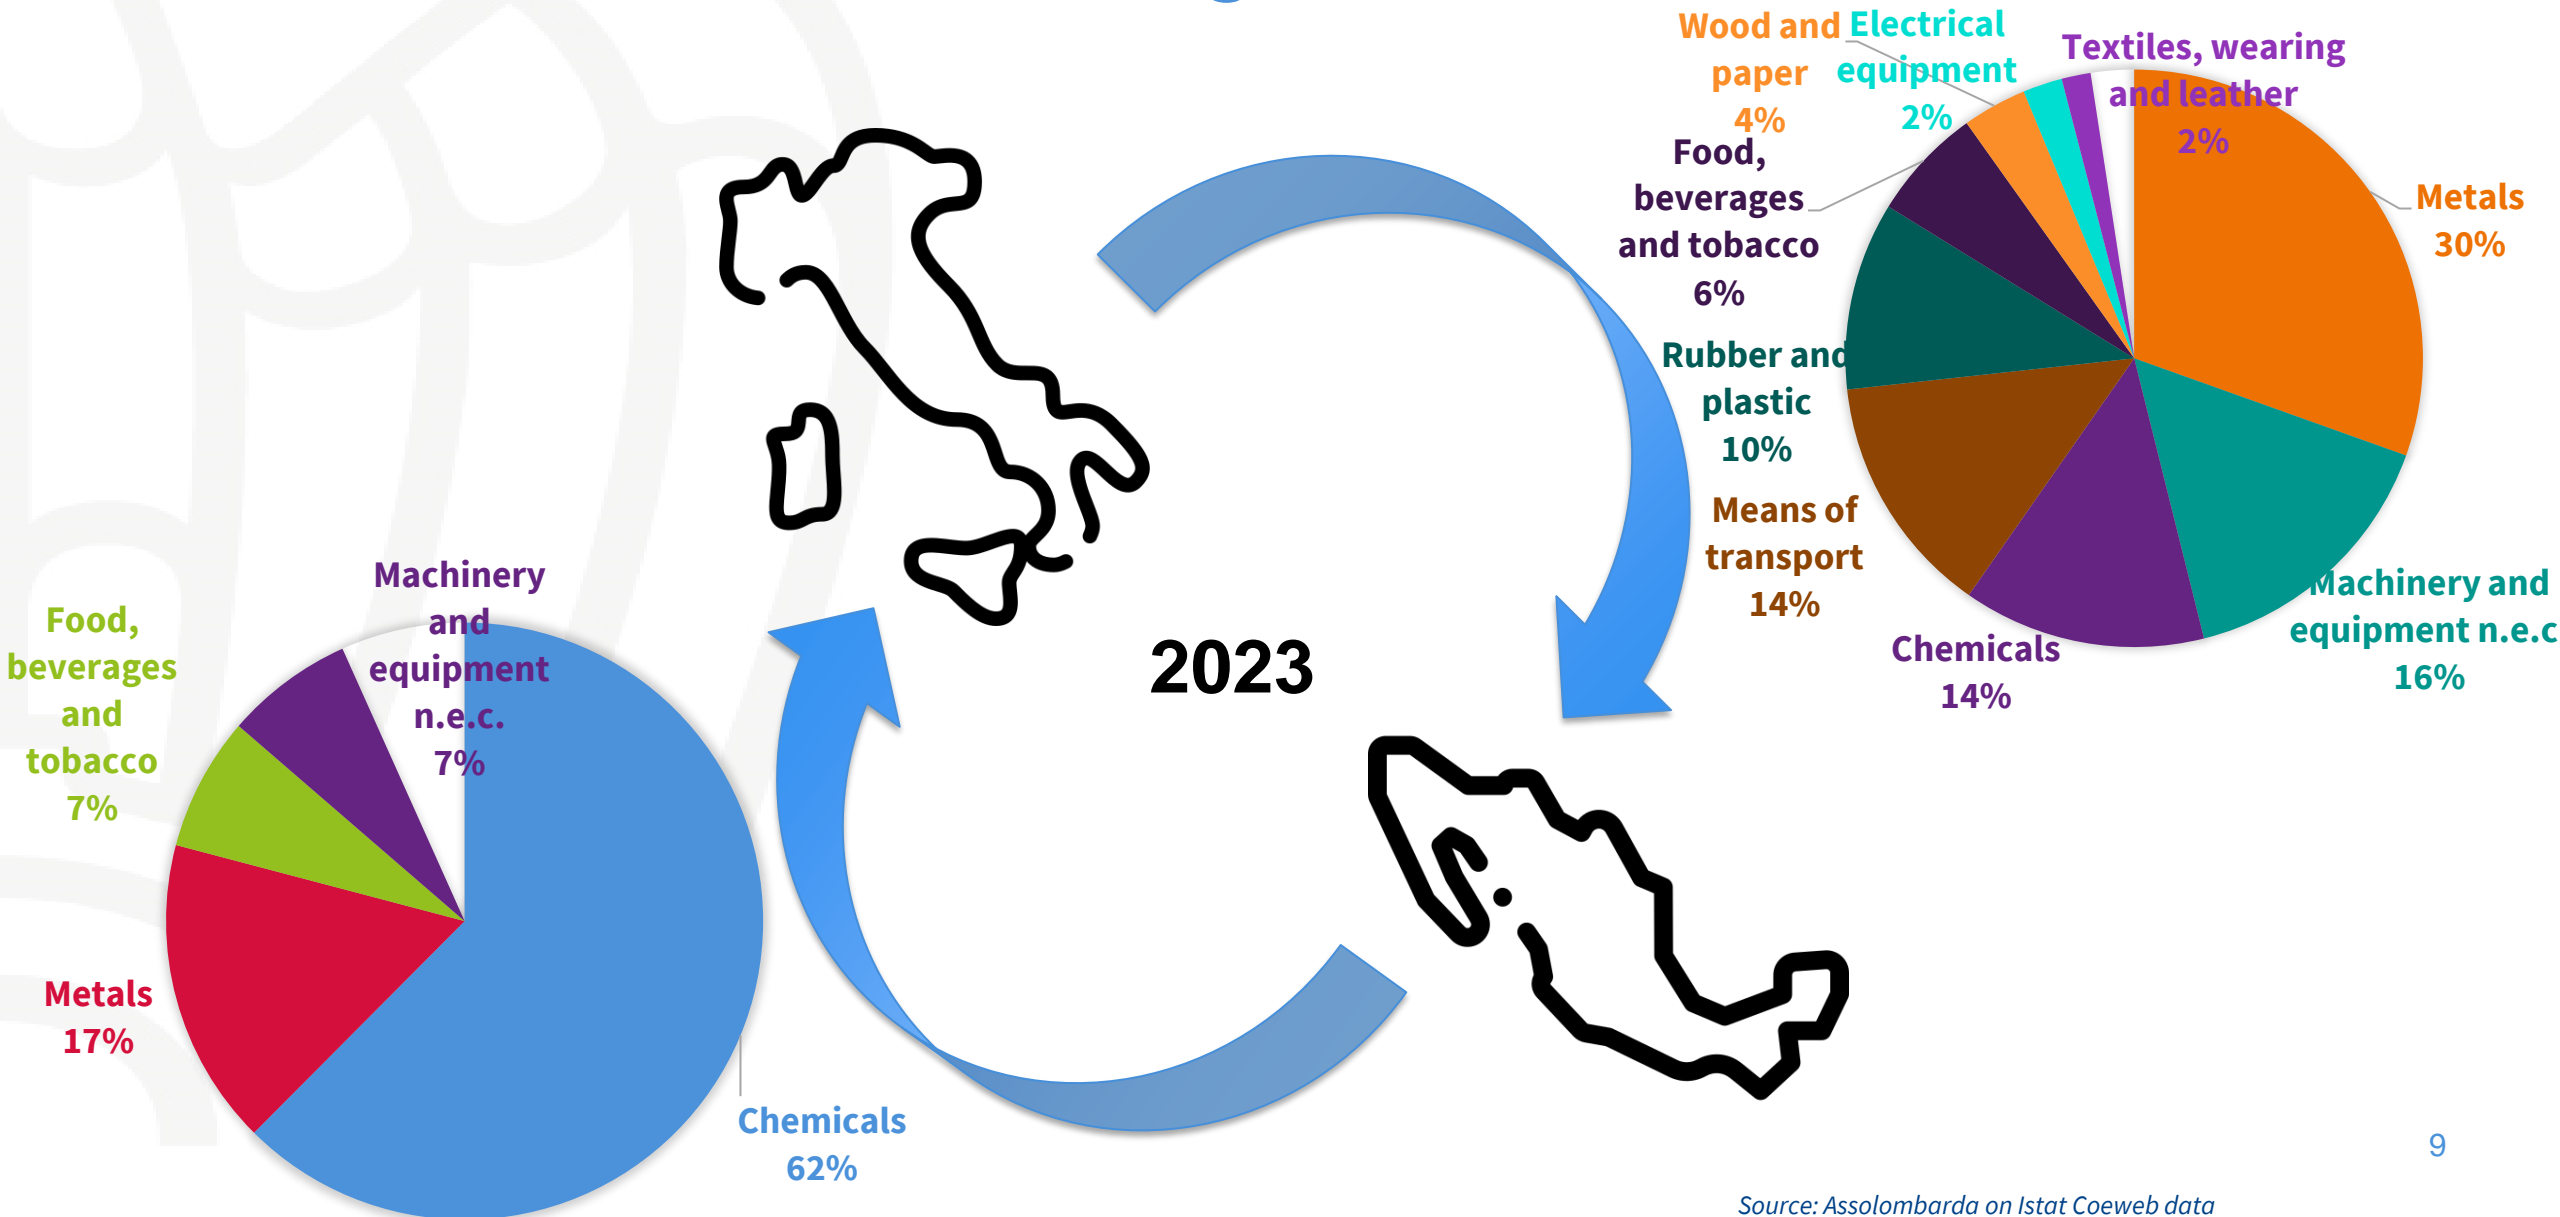 Wood and
paper
4%
Electrical
equipment
2%
Textiles, wearing
and leather
2%
Metals
30%
Food,
beverages
and tobacco
6%
Rubber and
plastic
10%
Means of
transport
14%
Chemicals
14%
Machinery and
equipment n.e.c
16%
2023
Machinery
and
equipment
n.e.c.
7%
Food,
beverages
and
tobacco
7%
Metals
17%
Chemicals
62%
9
Source: Assolombarda on Istat Coeweb data